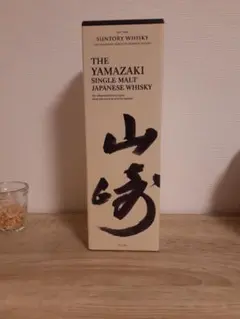 SUNTORY WHISKY
THE
YAMAZAKI
SINGLE MALT
JAPANESE WHISKY
山崎